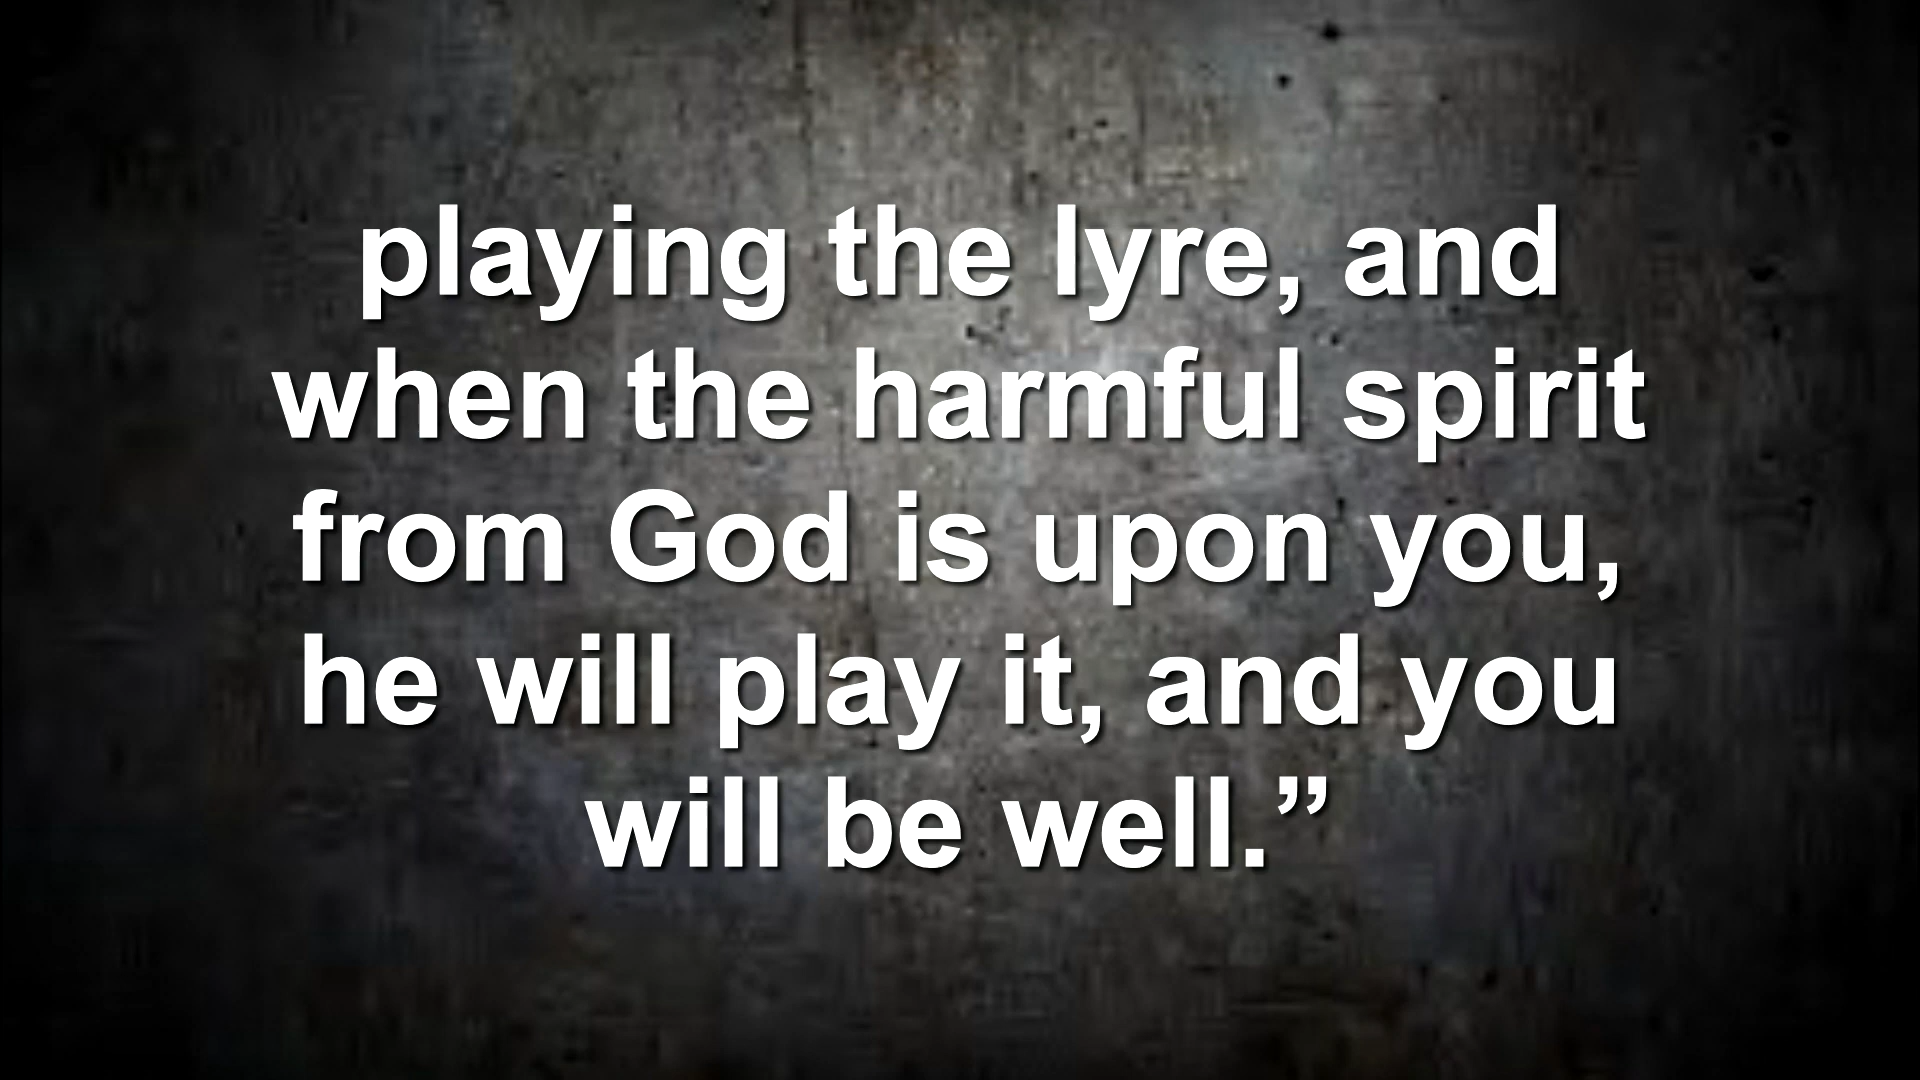 playing the lyre, and
when the harmful spirit
from God is upon you,
he will play it, and you
will be well.”